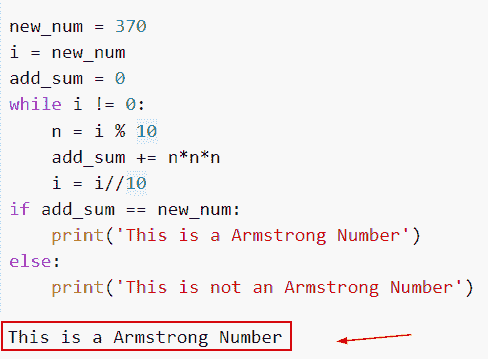 new_num = 370
i = new_num
add_sum = 0
while i != 0:
    n = i % 10
    add_sum += n*n*n
    i = i//10
if add_sum == new_num:
    print('This is a Armstrong Number')
else:
    print('This is not an Armstrong Number')
This is a Armstrong Number